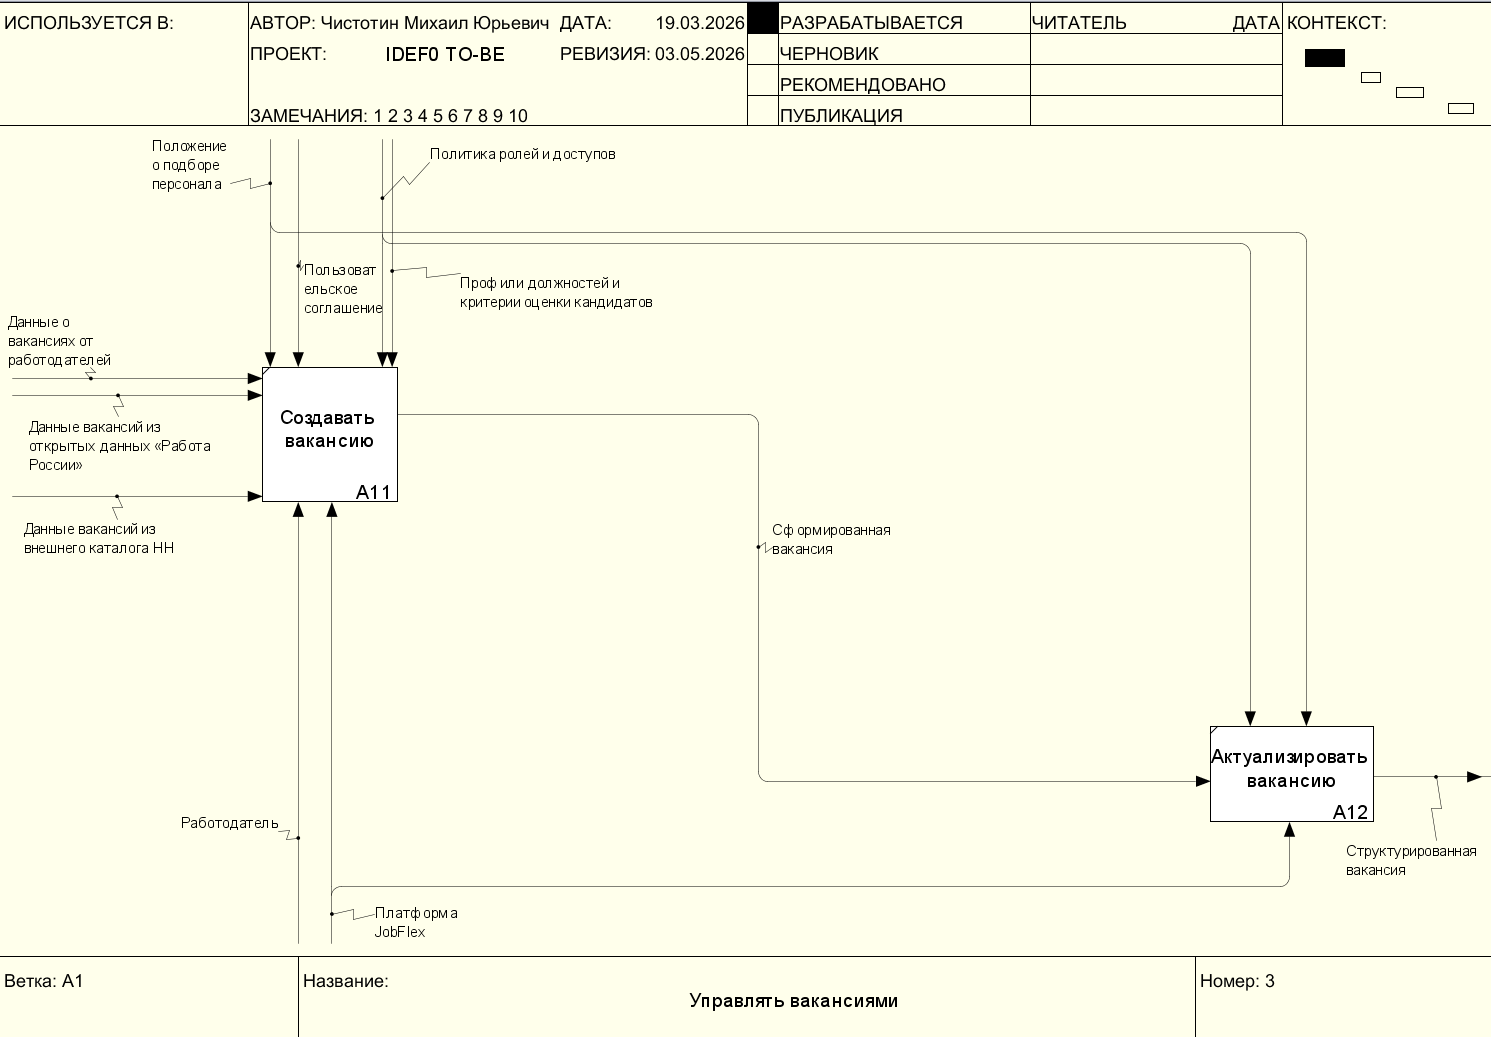 ИСПОЛЬЗУЕТСЯ В:
АВТОР: Чистотин Михаил Юрьевич
ДАТА: 19.03.2026
ПРОЕКТ: IDEF0 TO-BE
РЕВИЗИЯ: 03.05.2026
ЗАМЕЧАНИЯ: 1 2 3 4 5 6 7 8 9 10
РАЗРАБАТЫВАЕТСЯ
ЧЕРНОВИК
РЕКОМЕНДОВАНО
ПУБЛИКАЦИЯ
ЧИТАТЕЛЬ
ДАТА
КОНТЕКСТ:
Положение
о подборе
персонала
Политика ролей и доступов
Пользоват
ельское
соглашение
Профили должностей и
критерии оценки кандидатов
Данные о
вакансиях от
работодателей
Данные вакансий из
открытых данных «Работа
России»
Данные вакансий из
внешнего каталога HH
Создавать
вакансию
A11
Сформированная
вакансия
Актуализировать
вакансию
A12
Структурированная
вакансия
Работодатель
Платформа
JobFlex
Ветка: A1
Название:
Управлять вакансиями
Номер: 3